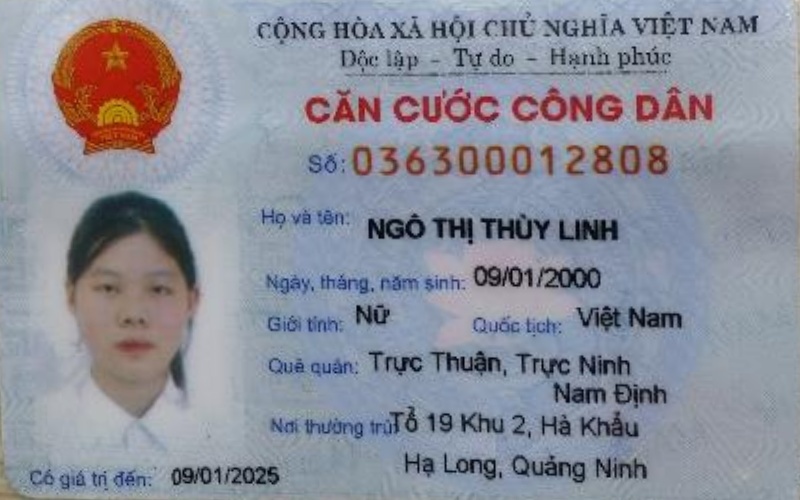 CỘNG HÒA XÃ HỘI CHỦ NGHĨA VIỆT NAM
Độc lập - Tự do - Hạnh phúc
CĂN CƯỚC CÔNG DÂN
Số: 036300012808
Họ và tên: NGÔ THỊ THÙY LINH
Ngày, tháng, năm sinh: 09/01/2000
Giới tính: Nữ Quốc tịch: Việt Nam
Quê quán: Trực Thuận, Trực Ninh
Nam Định
Nơi thường trú: Tổ 19 Khu 2, Hà Khẩu
Hạ Long, Quảng Ninh
Có giá trị đến: 09/01/2025